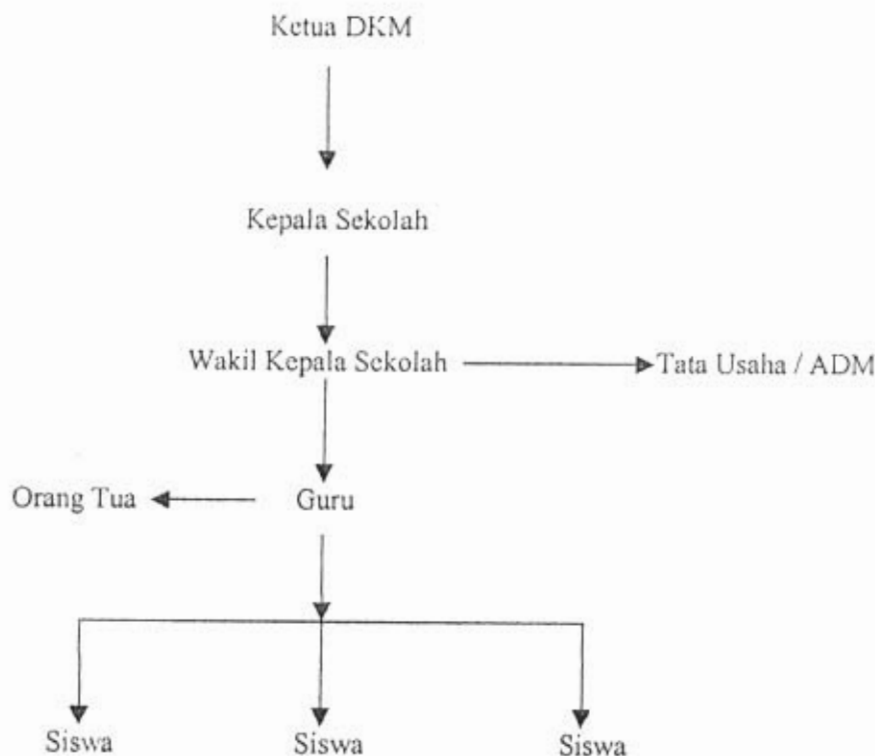 Ketua DKM
Kepala Sekolah
Wakil Kepala Sekolah
Tata Usaha / ADM
Orang Tua
Guru
Siswa
Siswa
Siswa